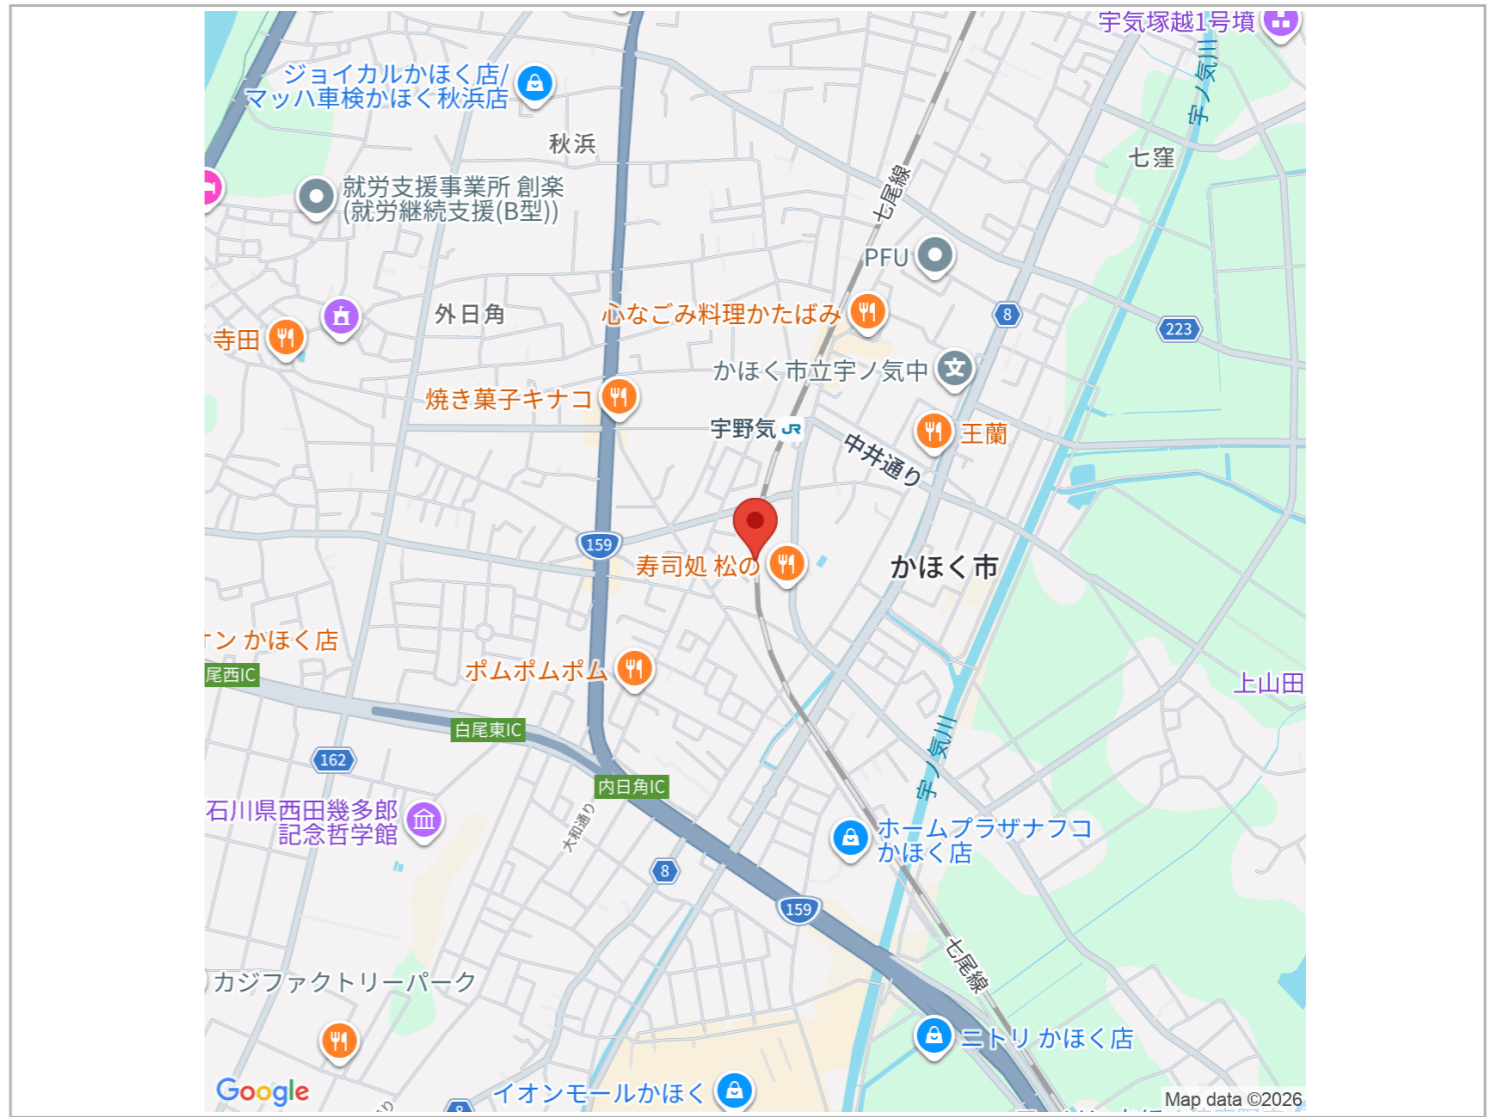 宇気塚越1号墳
ジョイカルかほく店/
マッハ車検かほく秋浜店
宇ノ気川
秋浜
七窪
就労支援事業所 創楽
(就労継続支援(B型))
七尾線
PFU
外日角
心なごみ料理かたばみ
8
223
寺田
かほく市立宇ノ気中
文
焼き菓子キナコ
宇野気 JR
王蘭
中井通り
159
寿司処 松の
かほく市
オン かほく店
尾西IC
ポムポムポム
上山田
白尾東IC
宇ノ気川
162
内日角IC
石川県西田幾多郎
記念哲学館
大和通り
ホームプラザナフコ
かほく店
8
159
七尾線
カジファクトリーパーク
ニトリ かほく店
Google
イオンモールかほく
Map data ©2026
8